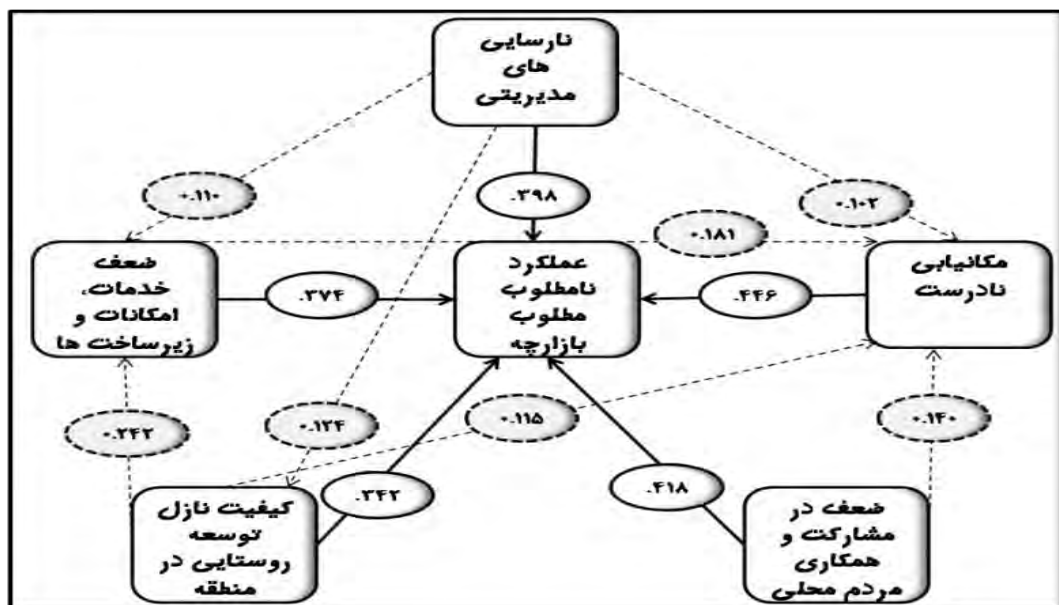 نارسایی
های
مدیریتی
۰.۱۱۰
.۳۹۸
۰.۱۰۲
۰.۱۸۱
ضعف
خدمات،
امکانات و
زیرساخت ها
.۳۷۴
عملکرد
نامطلوب
مطلوب
بازارچه
.۴۴۶
مکانیابی
نادرست
۰.۲۴۲
۰.۱۲۴
۰.۱۱۵
۰.۱۴۰
.۳۴۲
.۴۱۸
کیفیت نازل
توسعه
روستایی در
منطقه
ضعف در
مشارکت و
همکاری
مردم محلی